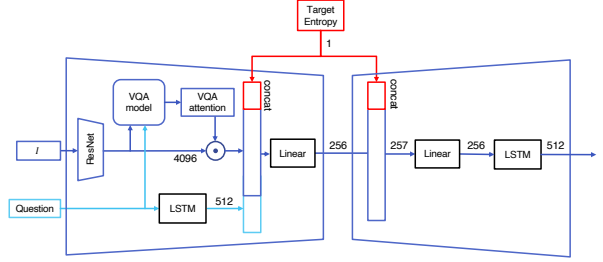 Target
Entropy
1
VQA
model
VQA
attention
concat
concat
I
ResNet
4096
Linear
256
257
Linear
256
LSTM
512
Question
LSTM
512